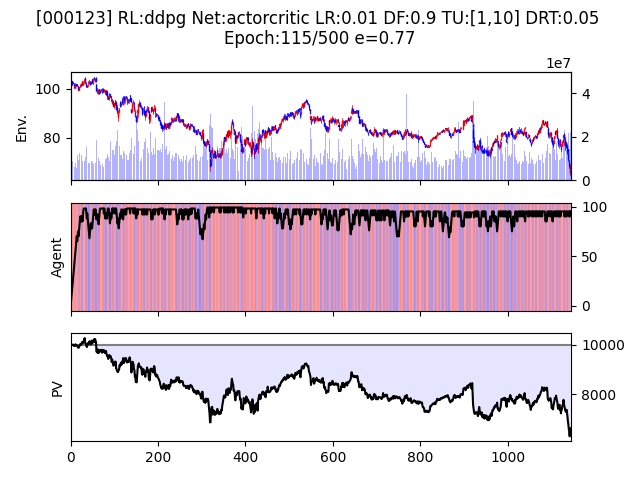 [000123] RL:ddpg Net:actorcritic LR:0.01 DF:0.9 TU:[1,10] DRT:0.05
Epoch:115/500 e=0.77
1e7
Env.
100
80
4
2
0
Agent
100
50
0
PV
10000
8000
0 200 400 600 800 1000